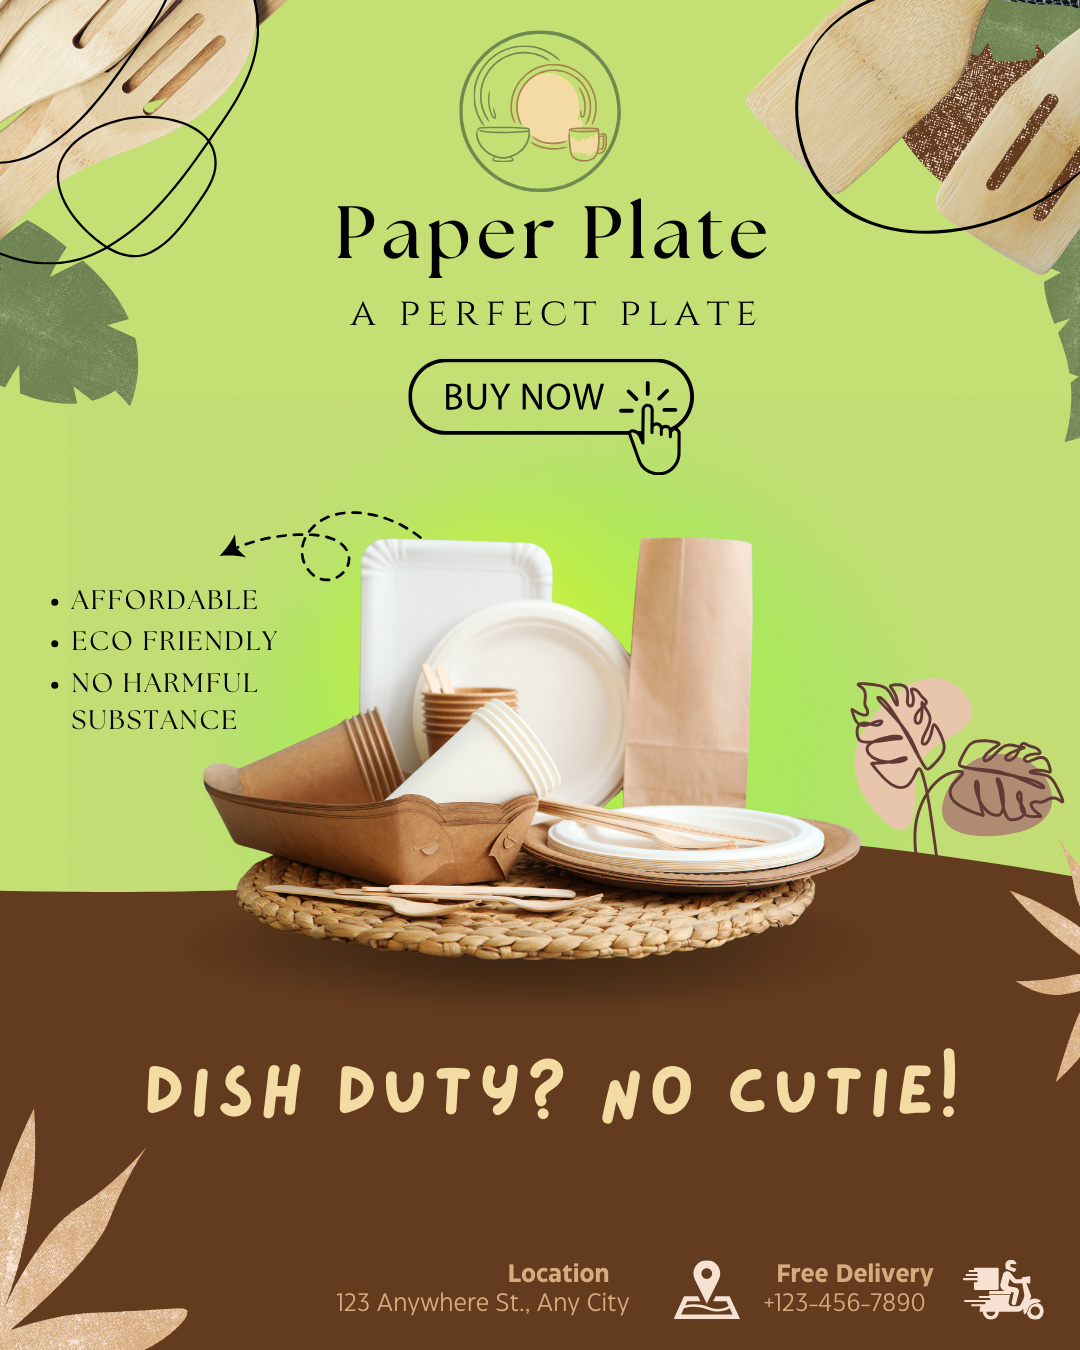 Paper Plate
A PERFECT PLATE
BUY NOW
• AFFORDABLE
• ECO FRIENDLY
• NO HARMFUL
SUBSTANCE
DISH DUTY? NO CUTIE!
Location
123 Anywhere St., Any City
Free Delivery
+123-456-7890